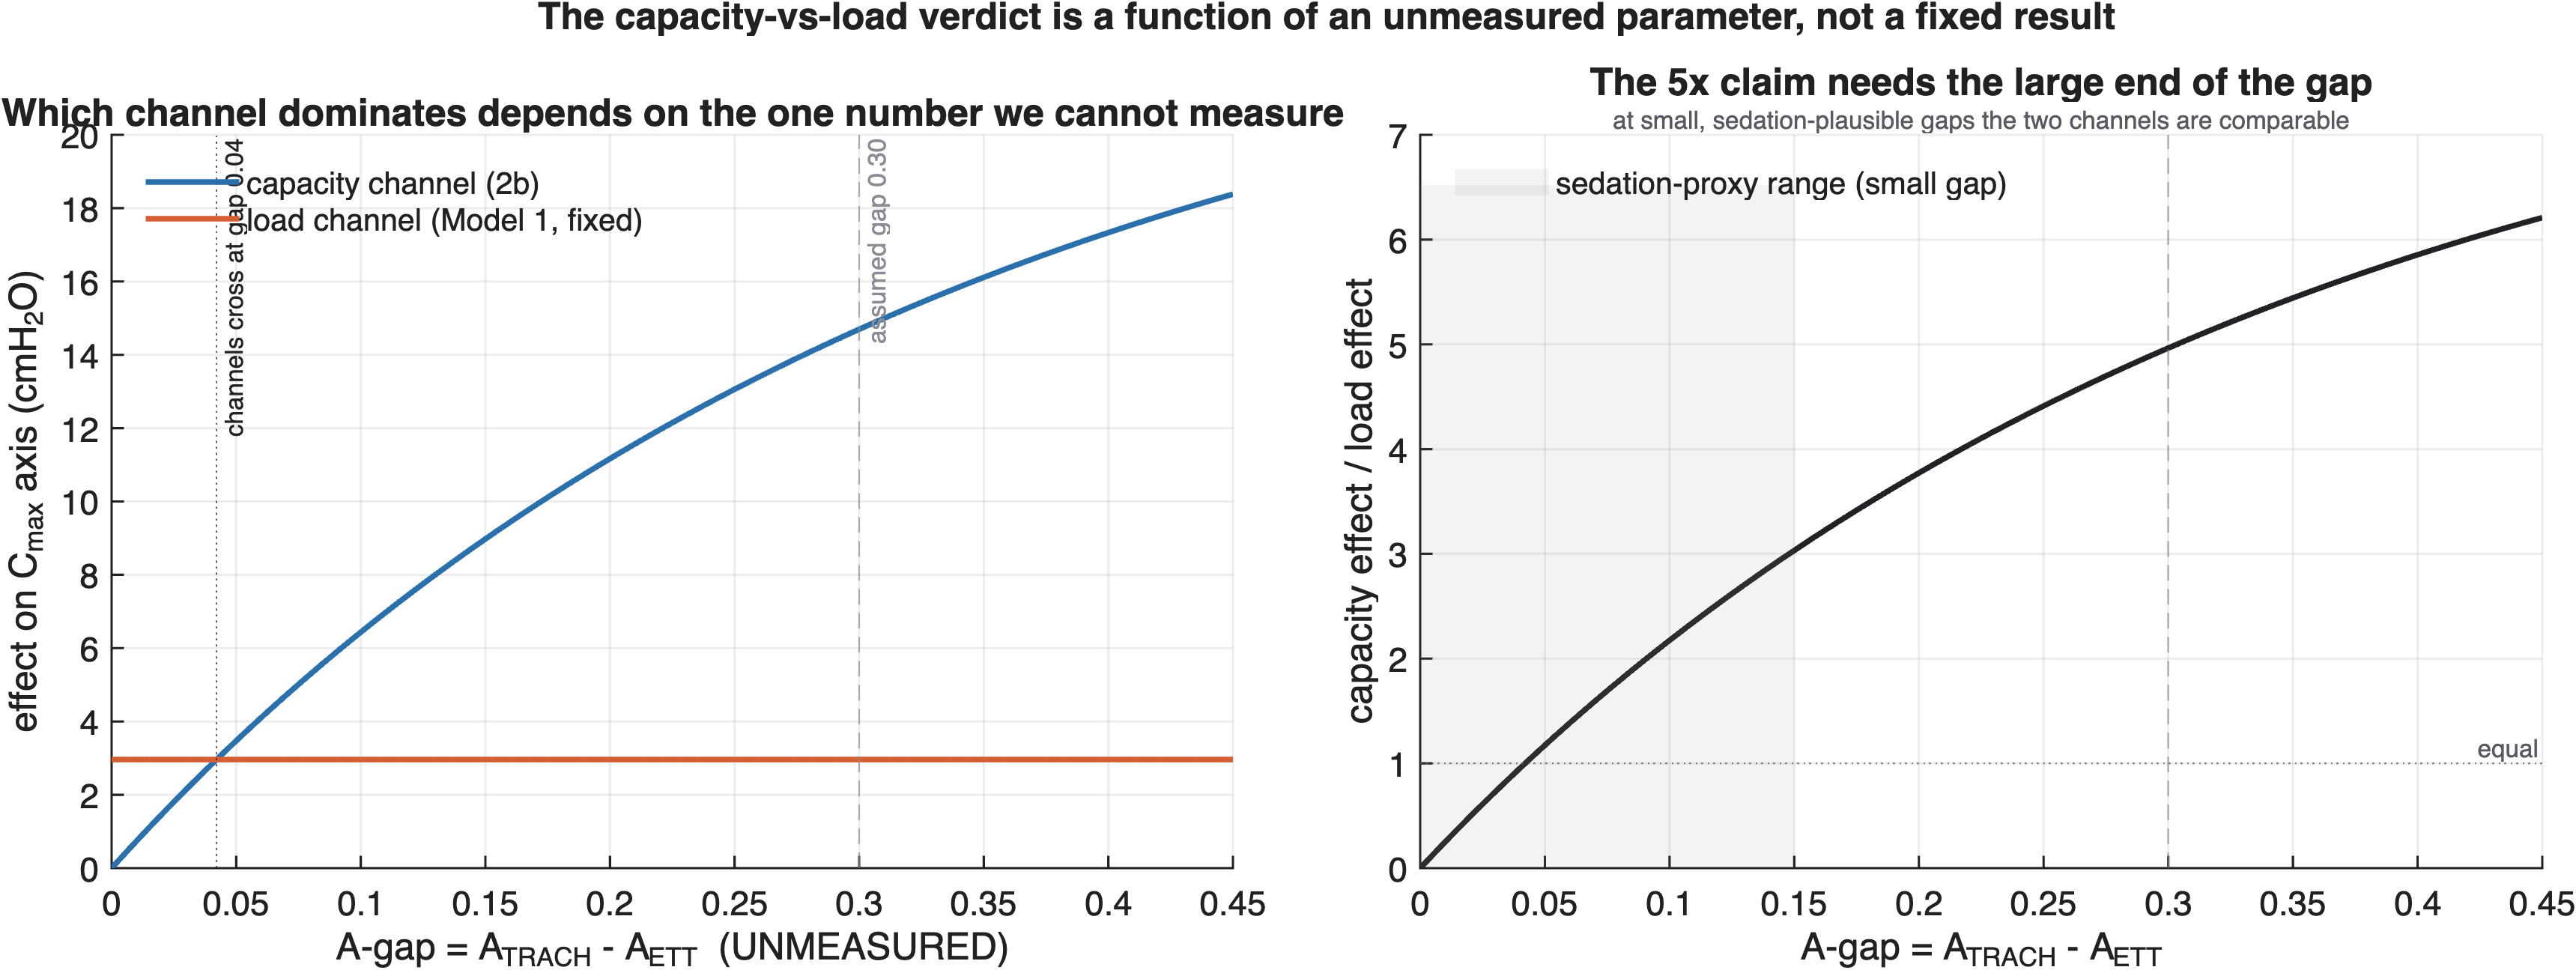 The capacity-vs-load verdict is a function of an unmeasured parameter, not a fixed result
Which channel dominates depends on the one number we cannot measure
20
18
16
14
12
10
8
6
4
2
0
effect on Cmax axis (cmH2O)
capacity channel (2b)
load channel (Model 1, fixed)
channels cross at gap 0.04
assumed gap 0.30
0 0.05 0.1 0.15 0.2 0.25 0.3 0.35 0.4 0.45
A-gap = ATRACH - AETT (UNMEASURED)
The 5x claim needs the large end of the gap
at small, sedation-plausible gaps the two channels are comparable
7
6
5
4
3
2
1
0
capacity effect / load effect
sedation-proxy range (small gap)
equal
0 0.05 0.1 0.15 0.2 0.25 0.3 0.35 0.4 0.45
A-gap = ATRACH - AETT